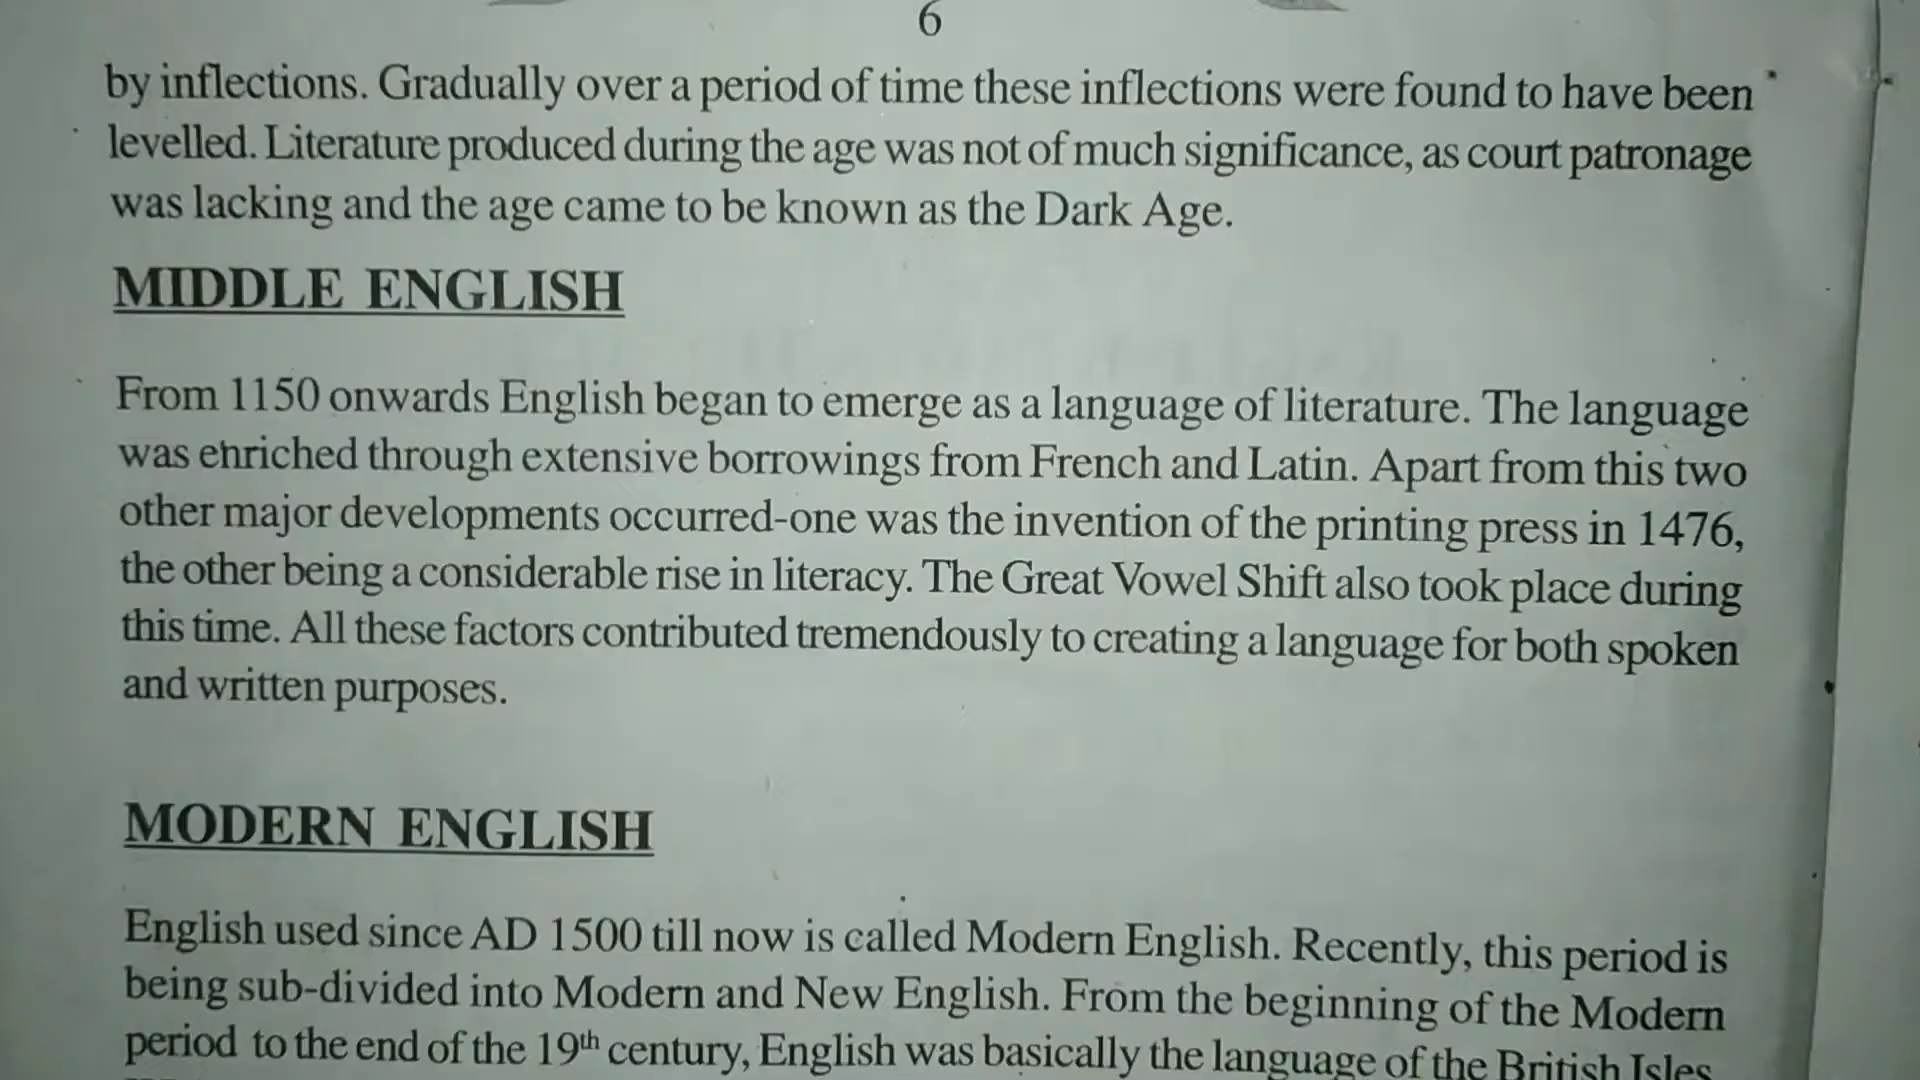 6
by inflections. Gradually over a period of time these inflections were found to have been
levelled. Literature produced during the age was not of much significance, as court patronage
was lacking and the age came to be known as the Dark Age.
MIDDLE ENGLISH
From 1150 onwards English began to emerge as a language of literature. The language
was enriched through extensive borrowings from French and Latin. Apart from this two
other major developments occurred-one was the invention of the printing press in 1476,
the other being a considerable rise in literacy. The Great Vowel Shift also took place during
this time. All these factors contributed tremendously to creating a language for both spoken
and written purposes.
MODERN ENGLISH
English used since AD 1500 till now is called Modern English. Recently, this period is
being sub-divided into Modern and New English. From the beginning of the Modern
period to the end of the 19th century, English was basically the language of the British Isles